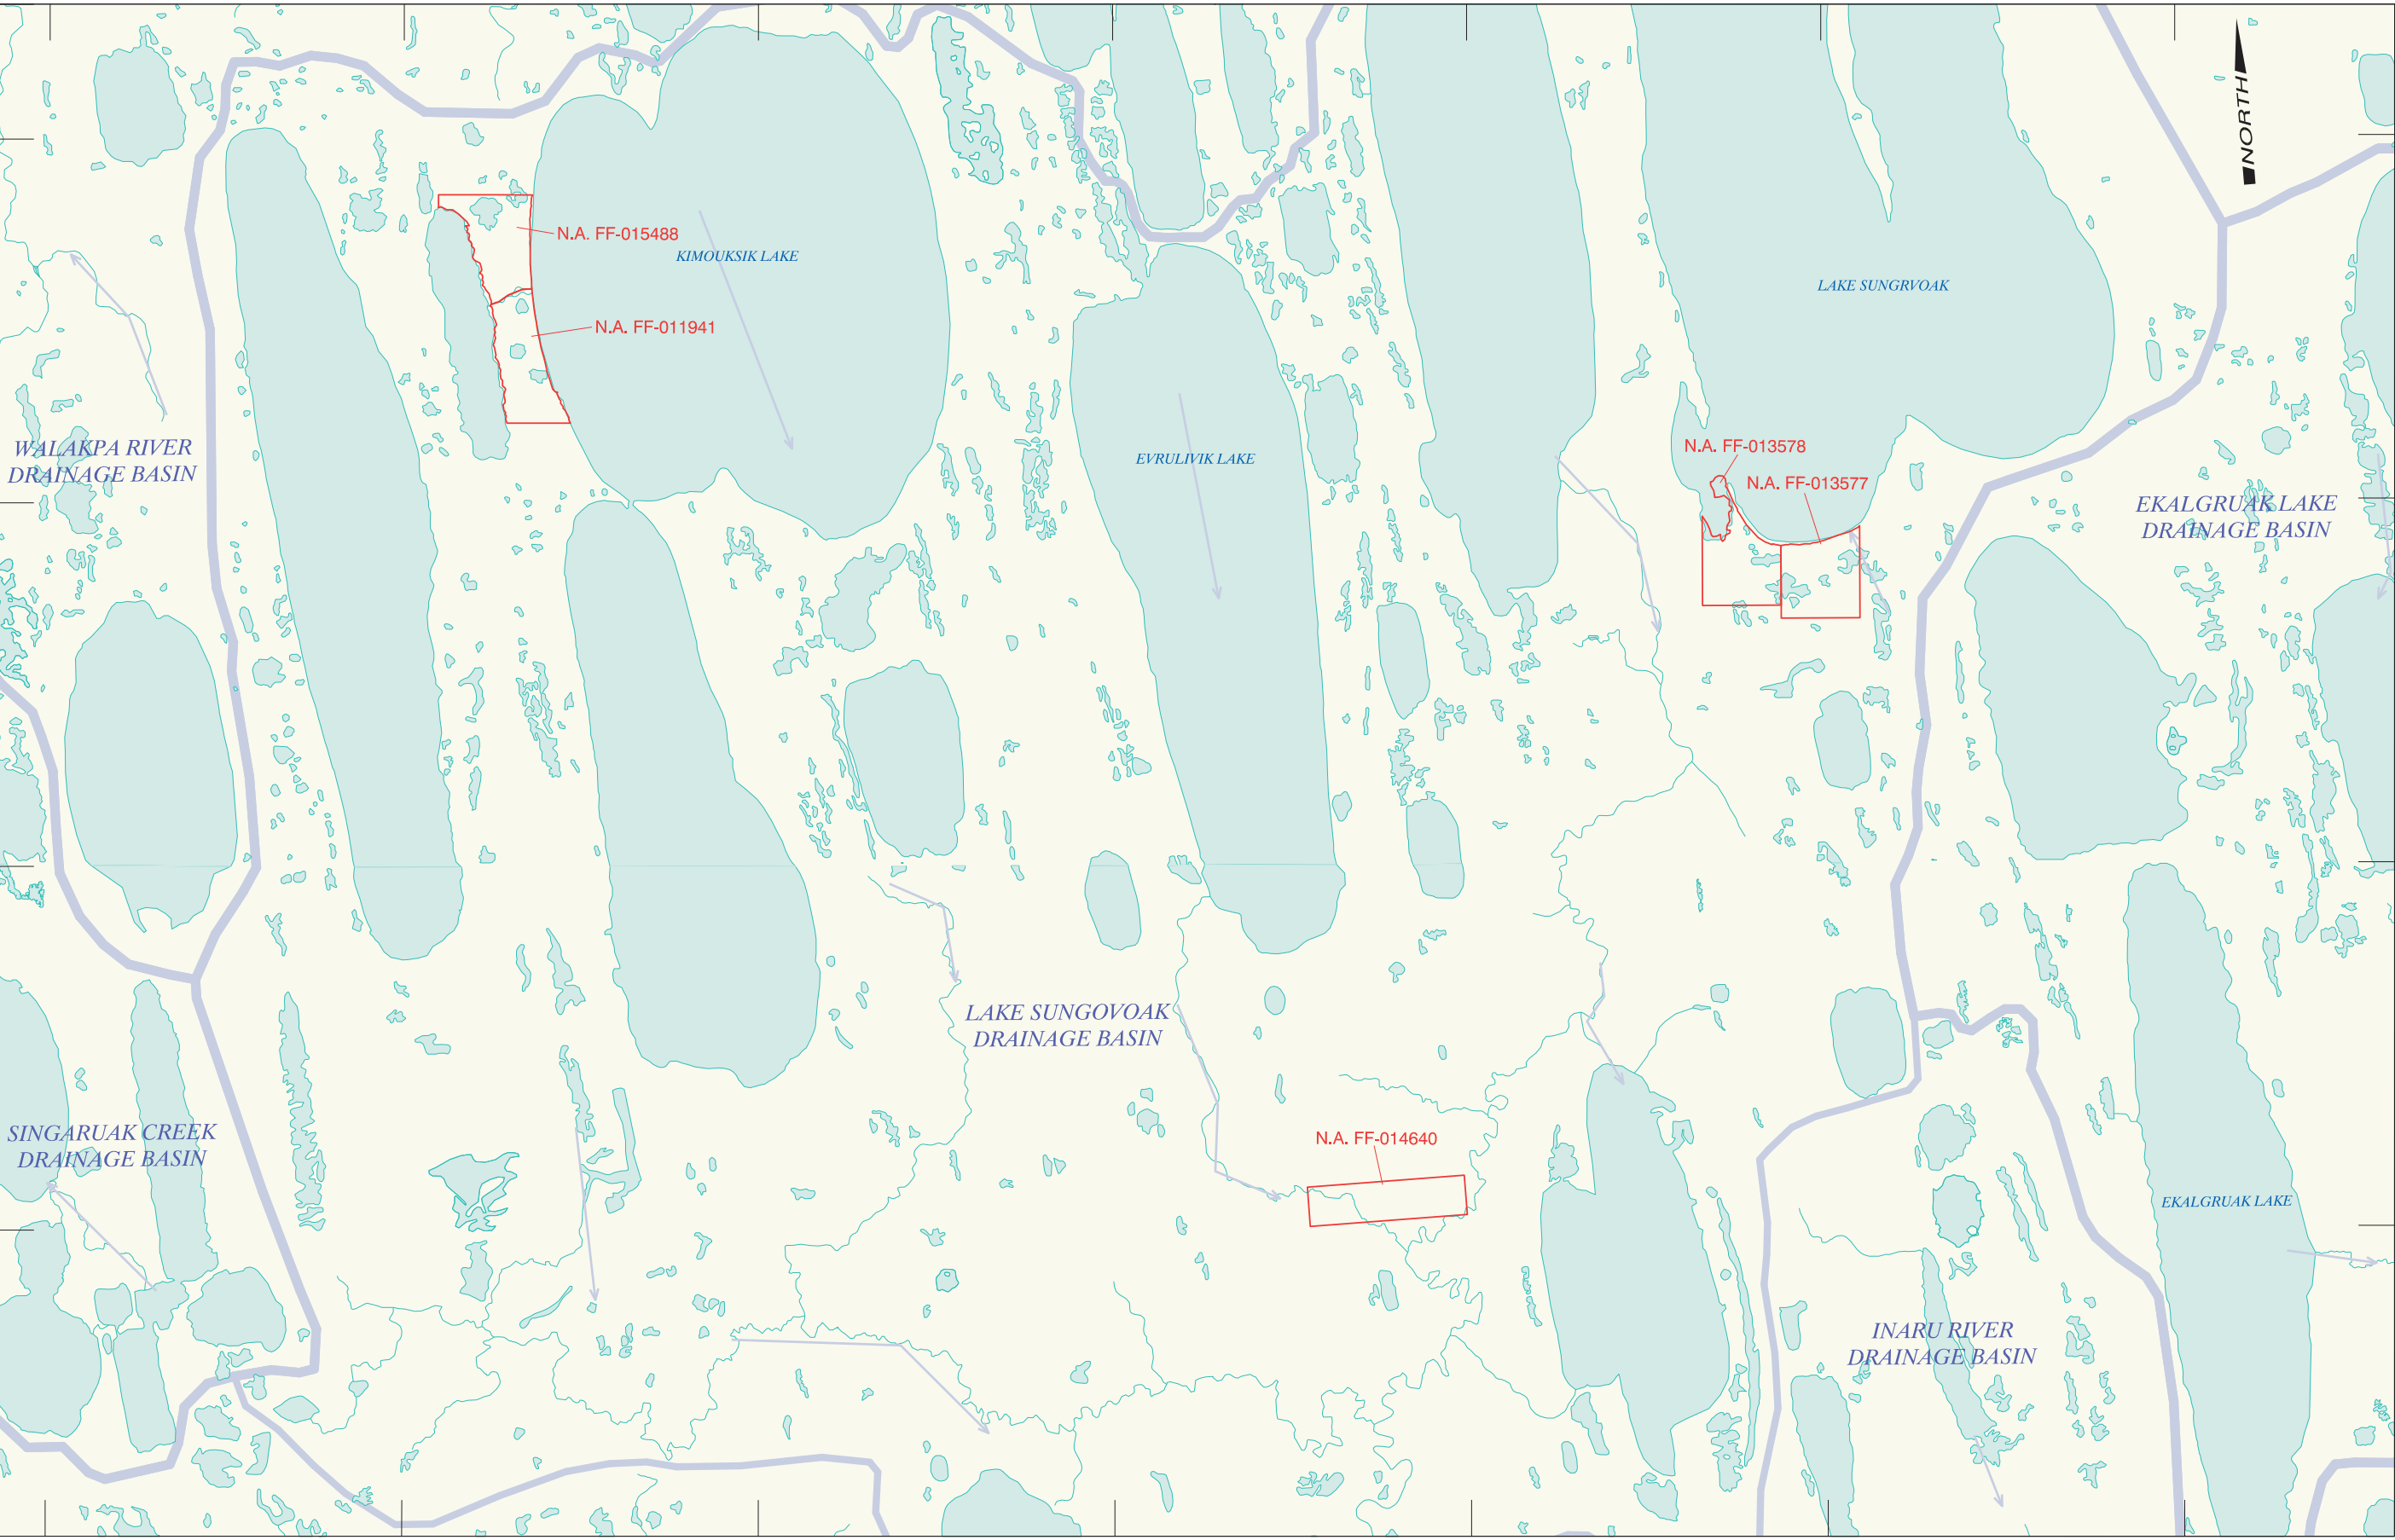 NORTH
N.A. FF-015488
KIMOUKSIK LAKE
LAKE SUNGRVOAK
N.A. FF-011941
WALAKPA RIVER
DRAINAGE BASIN
N.A. FF-013578
EVRULIVIK LAKE
N.A. FF-013577
EKALGRUAK LAKE
DRAINAGE BASIN
LAKE SUNGOVOAK
DRAINAGE BASIN
SINGARUAK CREEK
DRAINAGE BASIN
N.A. FF-014640
EKALGRUAK LAKE
INARU RIVER
DRAINAGE BASIN